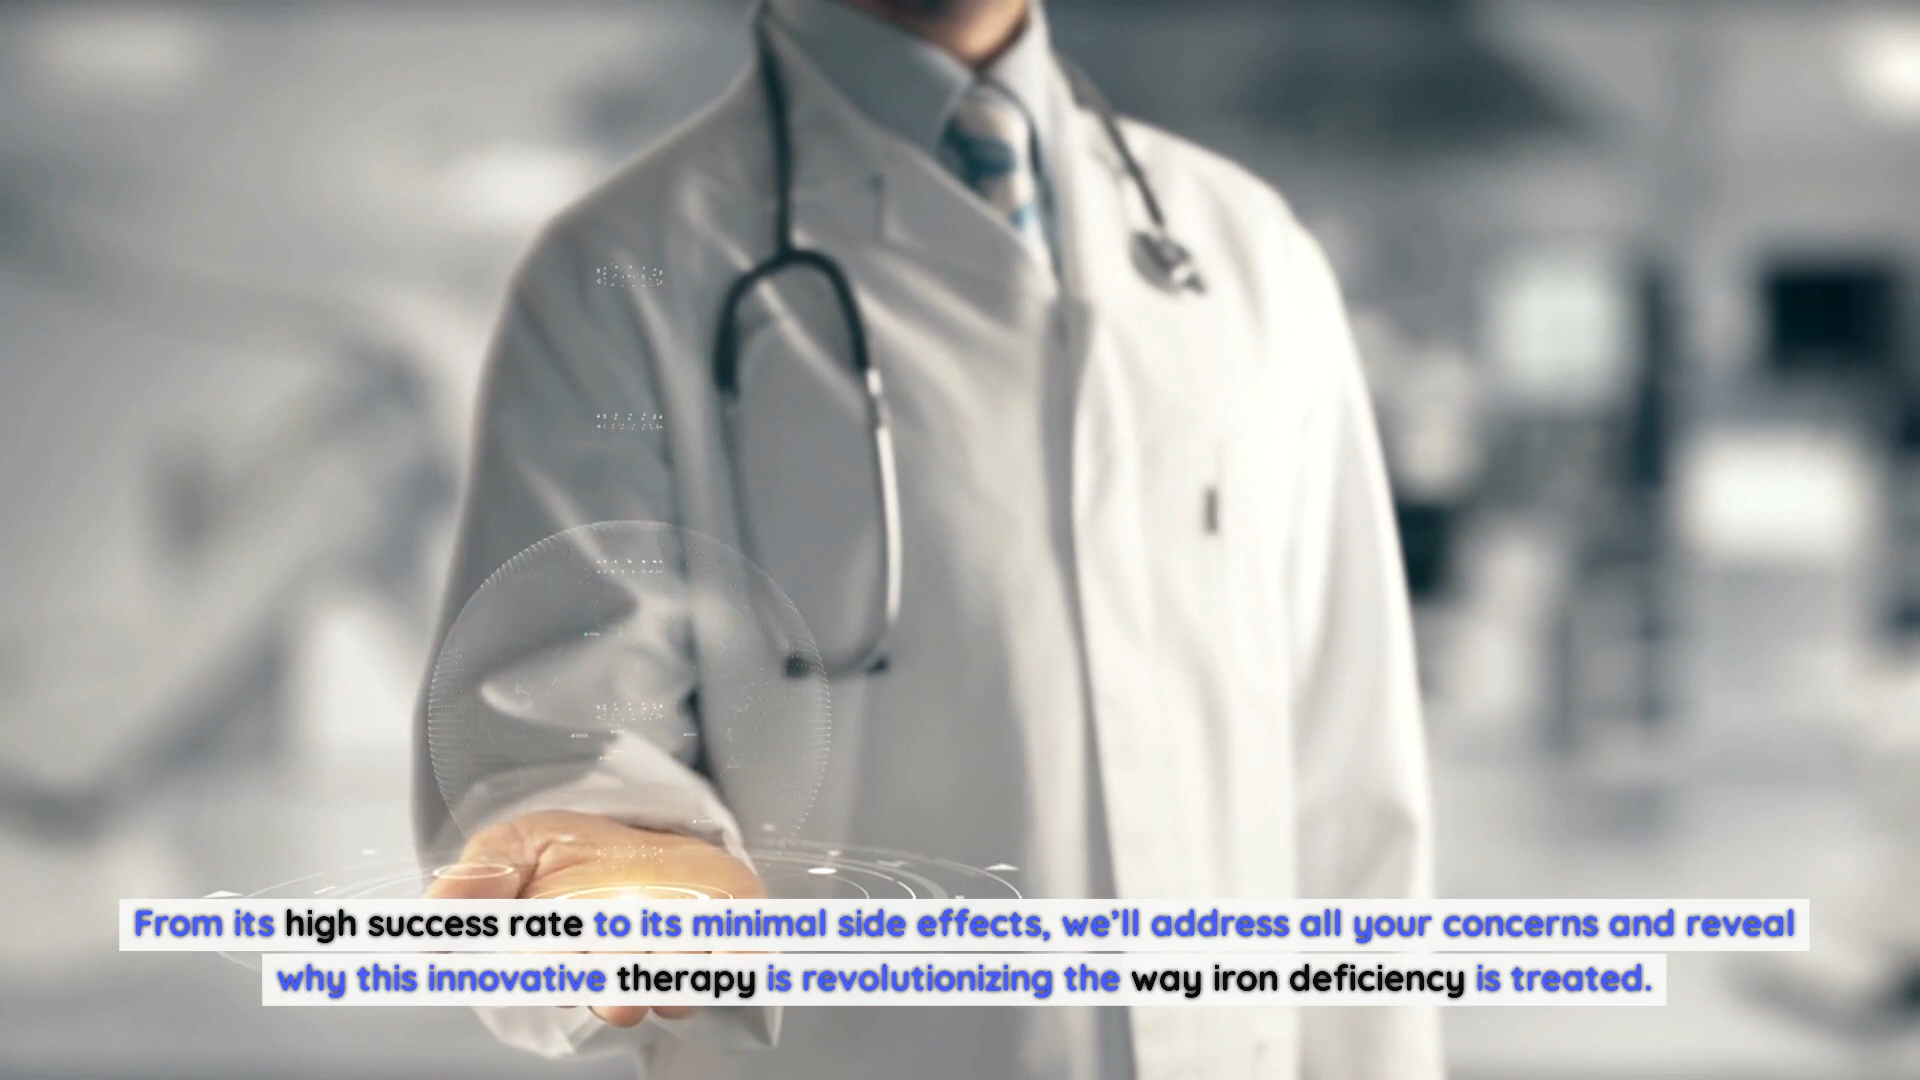 From its high success rate to its minimal side effects, we’ll address all your concerns and reveal
why this innovative therapy is revolutionizing the way iron deficiency is treated.